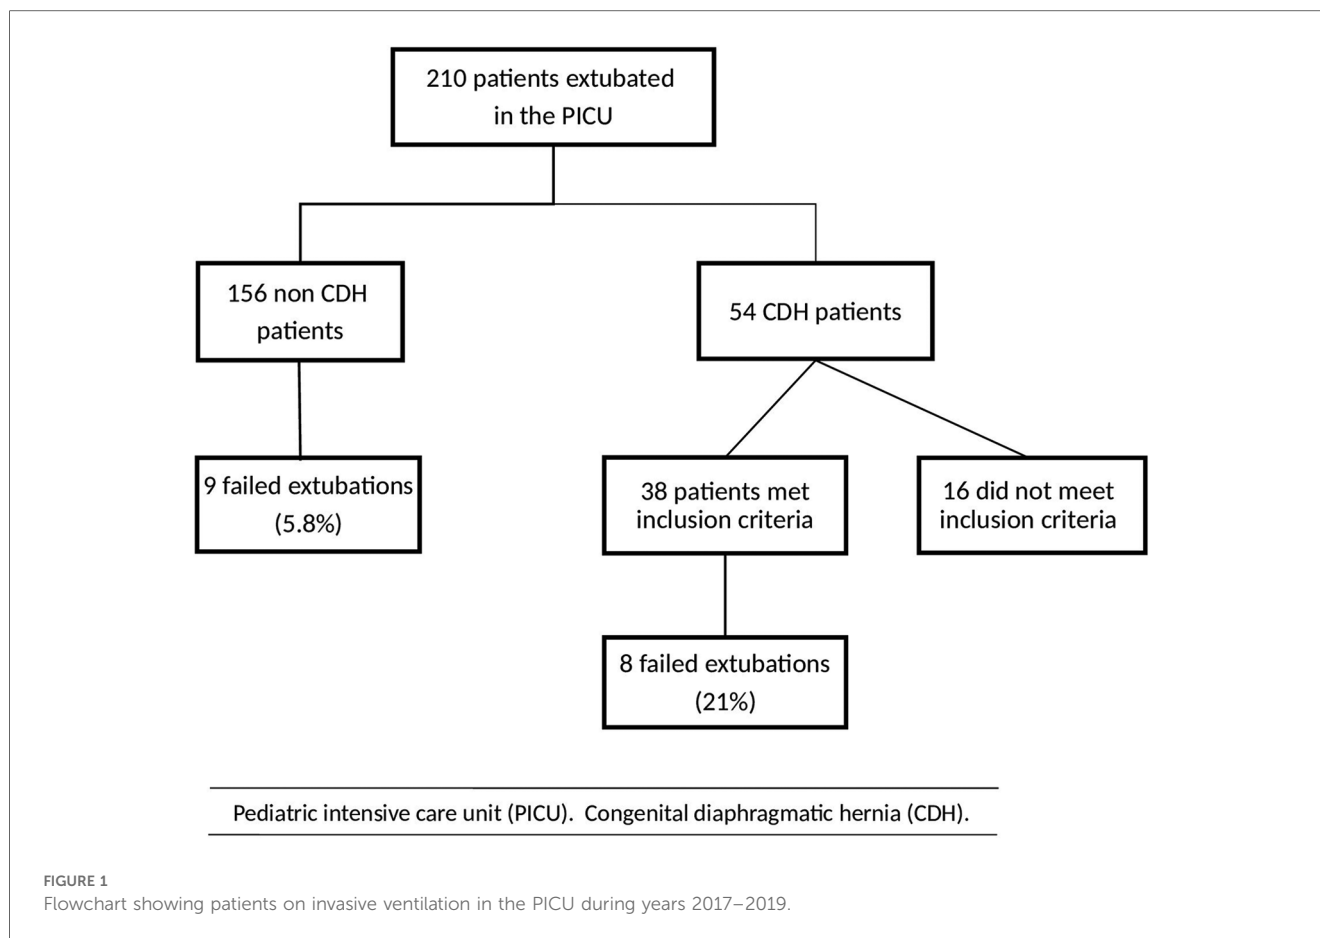 210 patients extubated
in the PICU
156 non CDH
patients
54 CDH patients
9 failed extubations
(5.8%)
38 patients met
inclusion criteria
16 did not meet
inclusion criteria
8 failed extubations
(21%)
Pediatric intensive care unit (PICU).  Congenital diaphragmatic hernia (CDH).
FIGURE 1
Flowchart showing patients on invasive ventilation in the PICU during years 2017–2019.